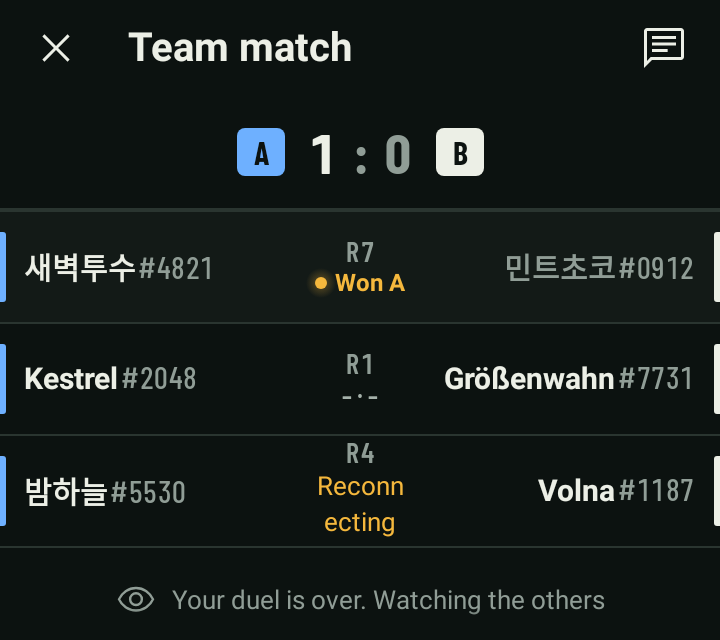 Team match
A 1 : 0 B
새벽투수#4821 R7 민트초코#0912
Won A
Kestrel#2048 R1 Größenwahn#7731
-·-
밤하늘#5530 R4 Volna#1187
Reconn
ecting
Your duel is over. Watching the others